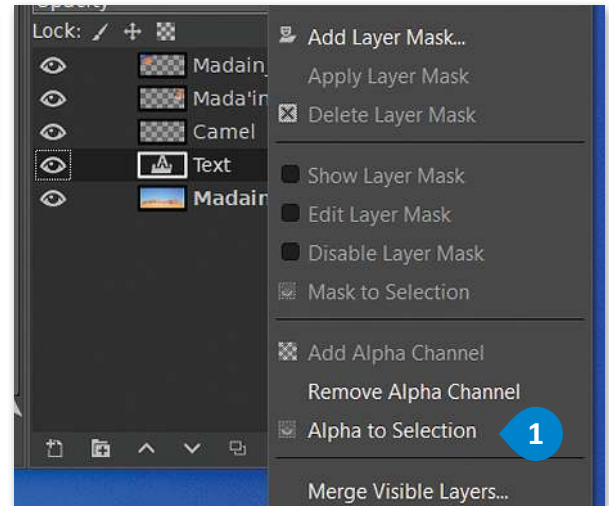 Opacity
Lock:
Madain_
Mada'in
Camel
Text
Madain
Add Layer Mask...
Apply Layer Mask
Delete Layer Mask
Show Layer Mask
Edit Layer Mask
Disable Layer Mask
Mask to Selection
Add Alpha Channel
Remove Alpha Channel
Alpha to Selection
1
Merge Visible Layers...